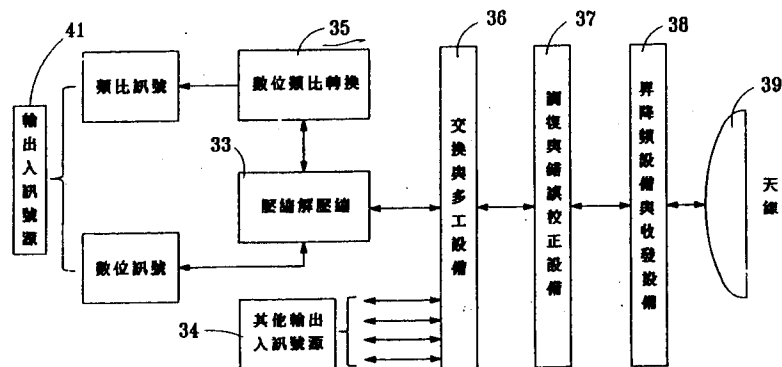 41
輸出入訊號源
類比訊號
數位訊號
35
數位類比轉換
33
壓縮解壓縮
34
其他輸出
入訊號源
36
交換與多工設備
37
調復與錯誤校正設備
38
昇降頻設備與收發設備
39
天線